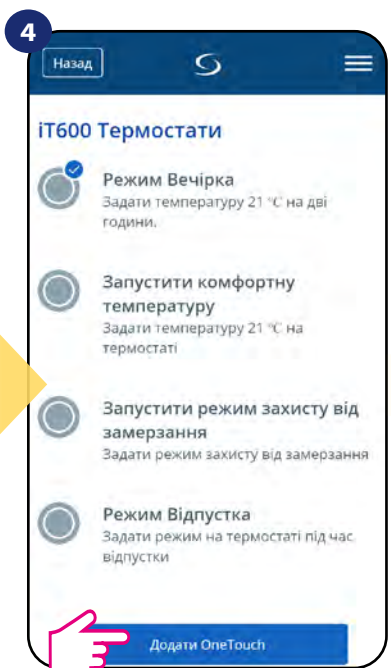 4
Назад
iT600 Термостати
Режим Вечірка
Задати температуру 21 °C на дві
години.
Запустити комфортну
температуру
Задати температуру 21 °C на
термостаті
Запустити режим захисту від
замерзання
Задати режим захисту від замерзання
Режим Відпустка
Задати режим на термостаті під час
відпустки
Додати OneTouch